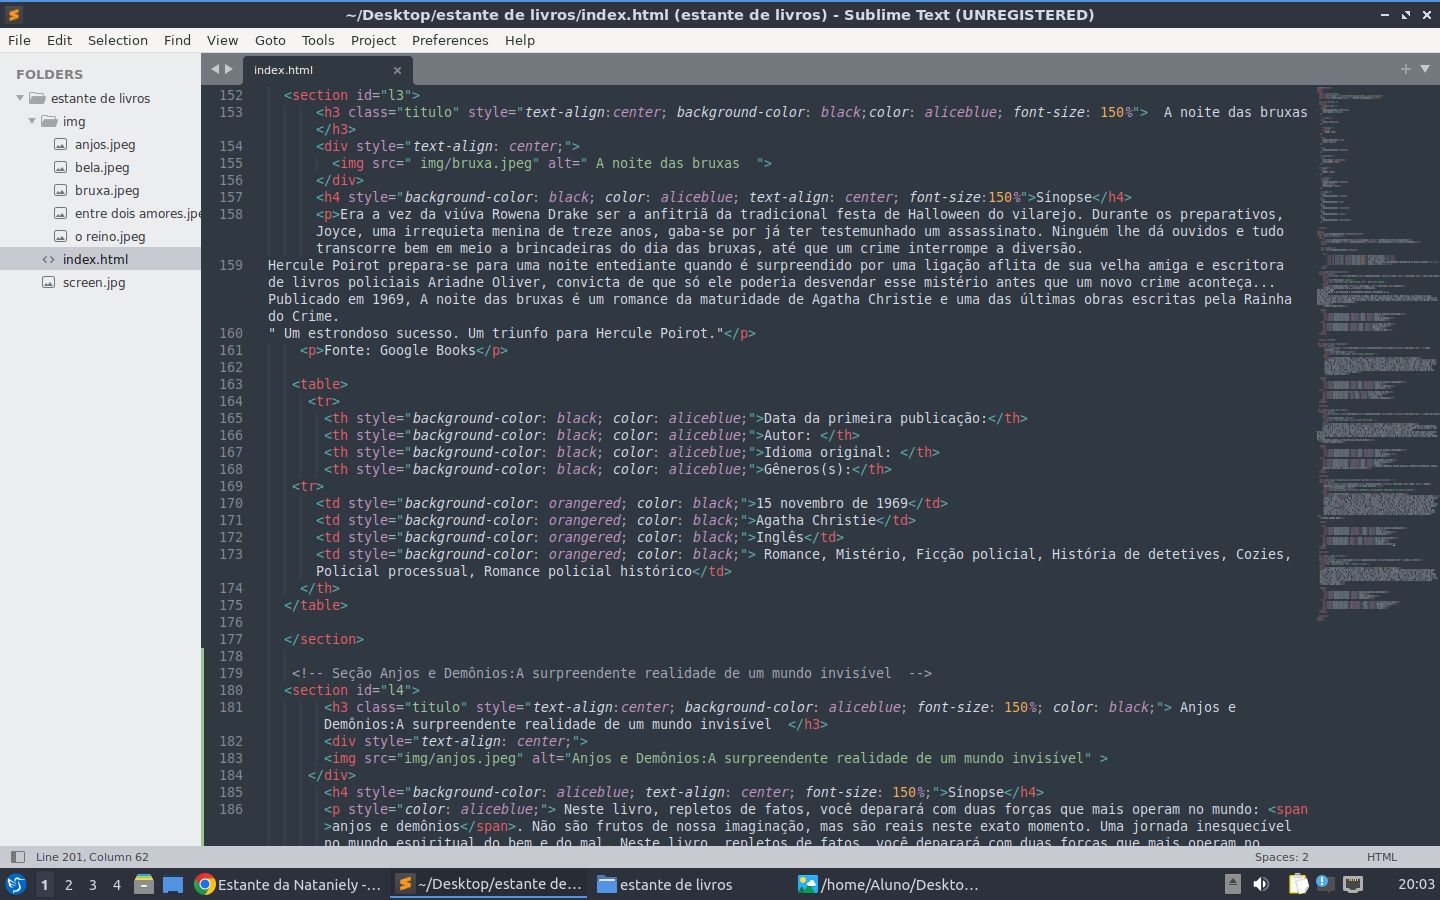 ~/Desktop/estante de livros/index.html (estante de livros) - Sublime Text (UNREGISTERED)
File Edit Selection Find View Goto Tools Project Preferences Help
FOLDERS
estante de livros
img
anjos.jpeg
bela.jpeg
bruxa.jpeg
entre dois amores.jpe
o reino.jpeg
index.html
screen.jpg
index.html
152 <section id="l3">
153 <h3 class="titulo" style="text-align:center; background-color: black;color: aliceblue; font-size: 150%">  A noite das bruxas
</h3>
154 <div style="text-align: center;">
155 <img src=" img/bruxa.jpeg" alt=" A noite das bruxas  ">
156 </div>
157 <h4 style="background-color: black; color: aliceblue; text-align: center; font-size:150%">Sínopse</h4>
158 <p>Era a vez da viúva Rowena Drake ser a anfitriã da tradicional festa de Halloween do vilarejo. Durante os preparativos,
Joyce, uma irrequieta menina de treze anos, gaba-se por já ter testemunhado um assassinato. Ninguém lhe dá ouvidos e tudo
transcorre bem em meio a brincadeiras do dia das bruxas, até que um crime interrompe a diversão.
159 Hercule Poirot prepara-se para uma noite entediante quando é surpreendido por uma ligação aflita de sua velha amiga e escritora
de livros policiais Ariadne Oliver, convicta de que só ele poderia desvendar esse mistério antes que um novo crime aconteça...
Publicado em 1969, A noite das bruxas é um romance da maturidade de Agatha Christie e uma das últimas obras escritas pela Rainha
do Crime.
160 " Um estrondoso sucesso. Um triunfo para Hercule Poirot."</p>
161 <p>Fonte: Google Books</p>
162
163 <table>
164 <tr>
165 <th style="background-color: black; color: aliceblue;">Data da primeira publicação:</th>
166 <th style="background-color: black; color: aliceblue;">Autor: </th>
167 <th style="background-color: black; color: aliceblue;">Idioma original: </th>
168 <th style="background-color: black; color: aliceblue;">Gêneros(s):</th>
169 <tr>
170 <td style="background-color: orangered; color: black;">15 novembro de 1969</td>
171 <td style="background-color: orangered; color: black;">Agatha Christie</td>
172 <td style="background-color: orangered; color: black;">Inglês</td>
173 <td style="background-color: orangered; color: black;"> Romance, Mistério, Ficção policial, História de detetives, Cozies,
Policial processual, Romance policial histórico</td>
174 </th>
175 </table>
176
177 </section>
178
179 <!-- Seção Anjos e Demônios:A surpreendente realidade de um mundo invisível  -->
180 <section id="l4">
181 <h3 class="titulo" style="text-align:center; background-color: aliceblue; font-size: 150%; color: black;"> Anjos e
Demônios:A surpreendente realidade de um mundo invisível  </h3>
182 <div style="text-align: center;">
183 <img src="img/anjos.jpeg" alt="Anjos e Demônios:A surpreendente realidade de um mundo invisível" >
184 </div>
185 <h4 style="background-color: aliceblue; text-align: center; font-size: 150%;">Sínopse</h4>
186 <p style="color: aliceblue;"> Neste livro, repletos de fatos, você deparará com duas forças que mais operam no mundo: <span
>anjos e demônios</span>. Não são frutos de nossa imaginação, mas são reais neste exato momento. Uma jornada inesquecível
no mundo espiritual do bem e do mal. Neste livro, repletos de fatos, você deparará com duas forças que mais operam no
Line 201, Column 62
Spaces: 2
HTML
1 2 3 4
Estante da Nataniely -...
~/Desktop/estante de...
estante de livros
/home/Aluno/Deskto...
20:03